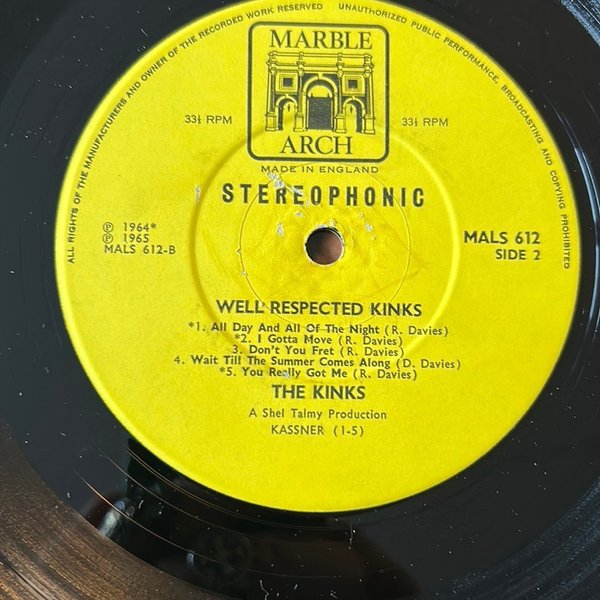 ALL RIGHTS OF THE MANUFACTURERS AND OWNER OF THE RECORDED WORK RESERVED. UNAUTHORIZED PUBLIC PERFORMANCE, BROADCASTING AND COPYING PROHIBITED
MARBLE
ARCH
33⅓ RPM
33⅓ RPM
MADE IN ENGLAND
STEREOPHONIC
℗ 1964*
℗ 1965
MALS 612-B
MALS 612
SIDE 2
WELL RESPECTED KINKS
*1. All Day And All Of The Night (R. Davies)
*2. I Gotta Move (R. Davies)
3. Don't You Fret (R. Davies)
4. Wait Till The Summer Comes Along (D. Davies)
*5. You Really Got Me (R. Davies)
THE KINKS
A Shel Talmy Production
KASSNER (1-5)